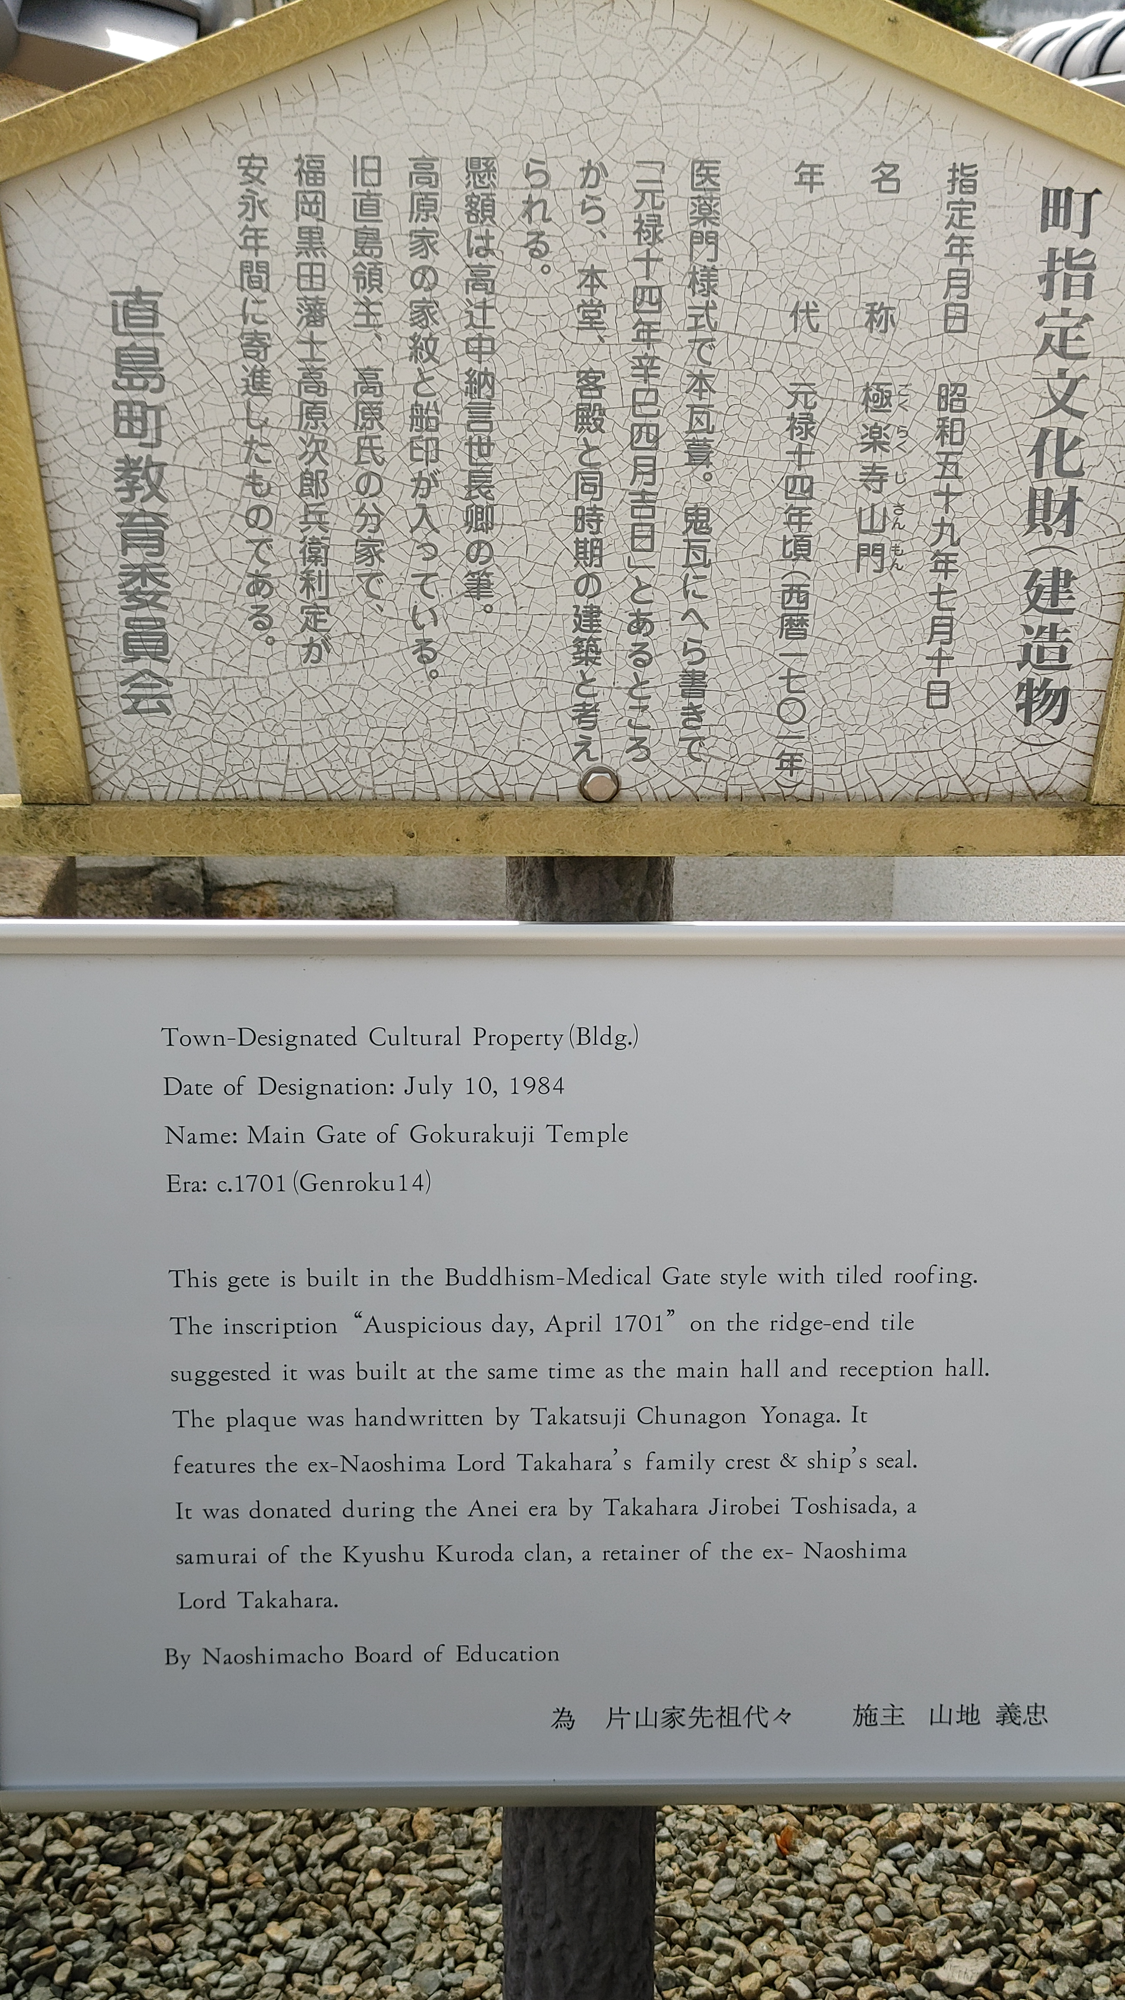 町指定文化財(建造物)
指定年月日 昭和五十九年七月十日
名称 極楽寺山門
ごくらくじさんもん
年代 元禄十四年頃(西暦一七〇一年)
医薬門様式で本瓦葺。鬼瓦にへら書きで
「元禄十四年辛巳四月吉日」とあるところ
から、本堂、客殿と同時期の建築と考え
られる。
懸額は高辻中納言世長卿の筆。
高原家の家紋と船印が入っている。
旧直島領主、高原氏の分家で、
福岡黒田藩士高原次郎兵衛利定が
安永年間に寄進したものである。
直島町教育委員会
Town-Designated Cultural Property (Bldg.)
Date of Designation: July 10, 1984
Name: Main Gate of Gokurakuji Temple
Era: c.1701 (Genroku14)
This gete is built in the Buddhism-Medical Gate style with tiled roofing.
The inscription “Auspicious day, April 1701” on the ridge-end tile
suggested it was built at the same time as the main hall and reception hall.
The plaque was handwritten by Takatsuji Chunagon Yonaga. It
features the ex-Naoshima Lord Takahara’s family crest & ship’s seal.
It was donated during the Anei era by Takahara Jirobei Toshisada, a
samurai of the Kyushu Kuroda clan, a retainer of the ex- Naoshima
Lord Takahara.
By Naoshimacho Board of Education
為 片山家先祖代々 施主 山地 義忠